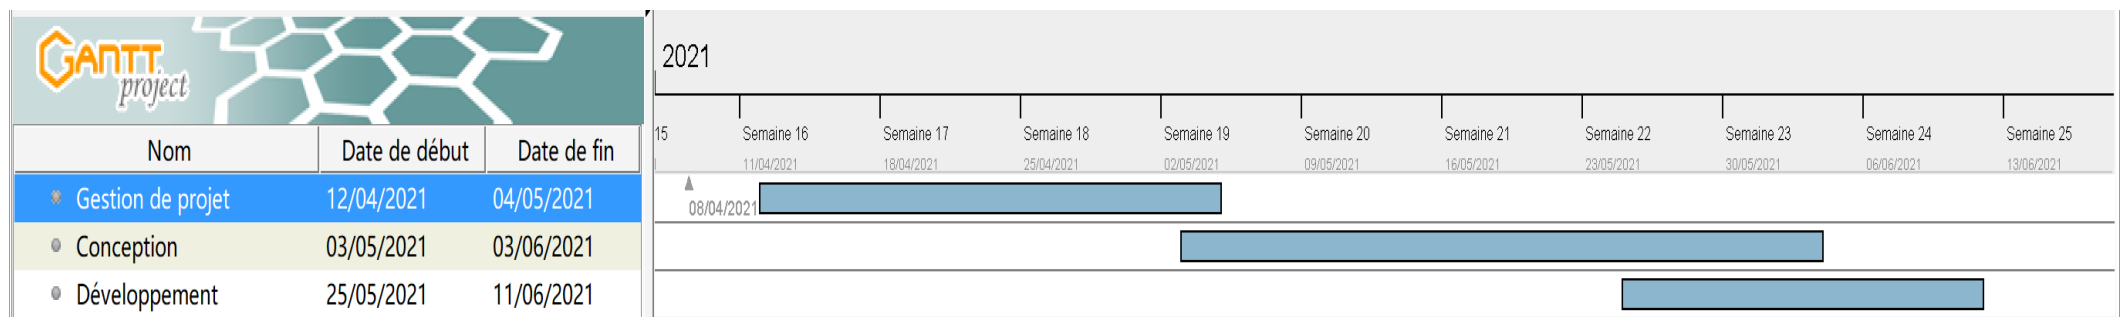 GANTT
project
2021
Nom Date de début Date de fin
15 Semaine 16 Semaine 17 Semaine 18 Semaine 19 Semaine 20 Semaine 21 Semaine 22 Semaine 23 Semaine 24 Semaine 25
11/04/2021 18/04/2021 25/04/2021 02/05/2021 09/05/2021 16/05/2021 23/05/2021 30/05/2021 06/06/2021 13/06/2021
Gestion de projet 12/04/2021 04/05/2021
08/04/2021
Conception 03/05/2021 03/06/2021
Développement 25/05/2021 11/06/2021